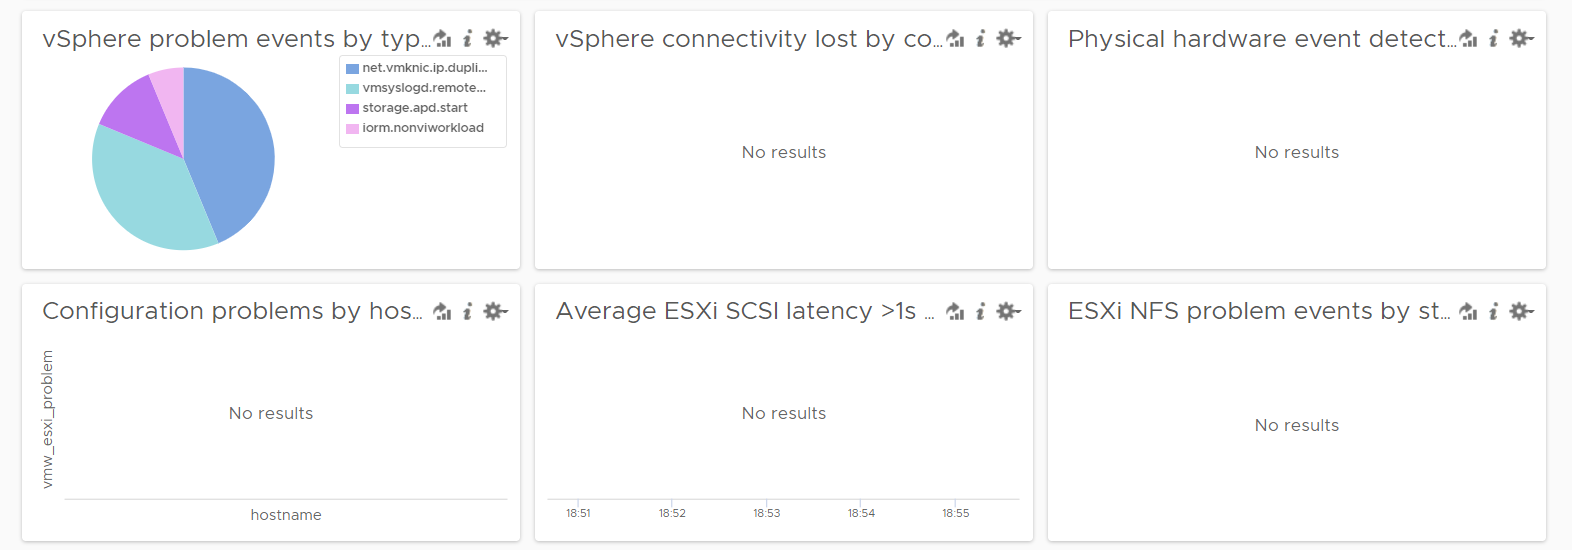 vSphere problem events by typ...
net.vmknic.ip.dupli...
vmsyslogd.remote...
storage.apd.start
iorm.nonviworkload
vSphere connectivity lost by co...
No results
Physical hardware event detect...
No results
Configuration problems by hos...
vmw_esxi_problem
No results
hostname
Average ESXi SCSI latency >1s ...
No results
18:51 18:52 18:53 18:54 18:55
ESXi NFS problem events by st...
No results